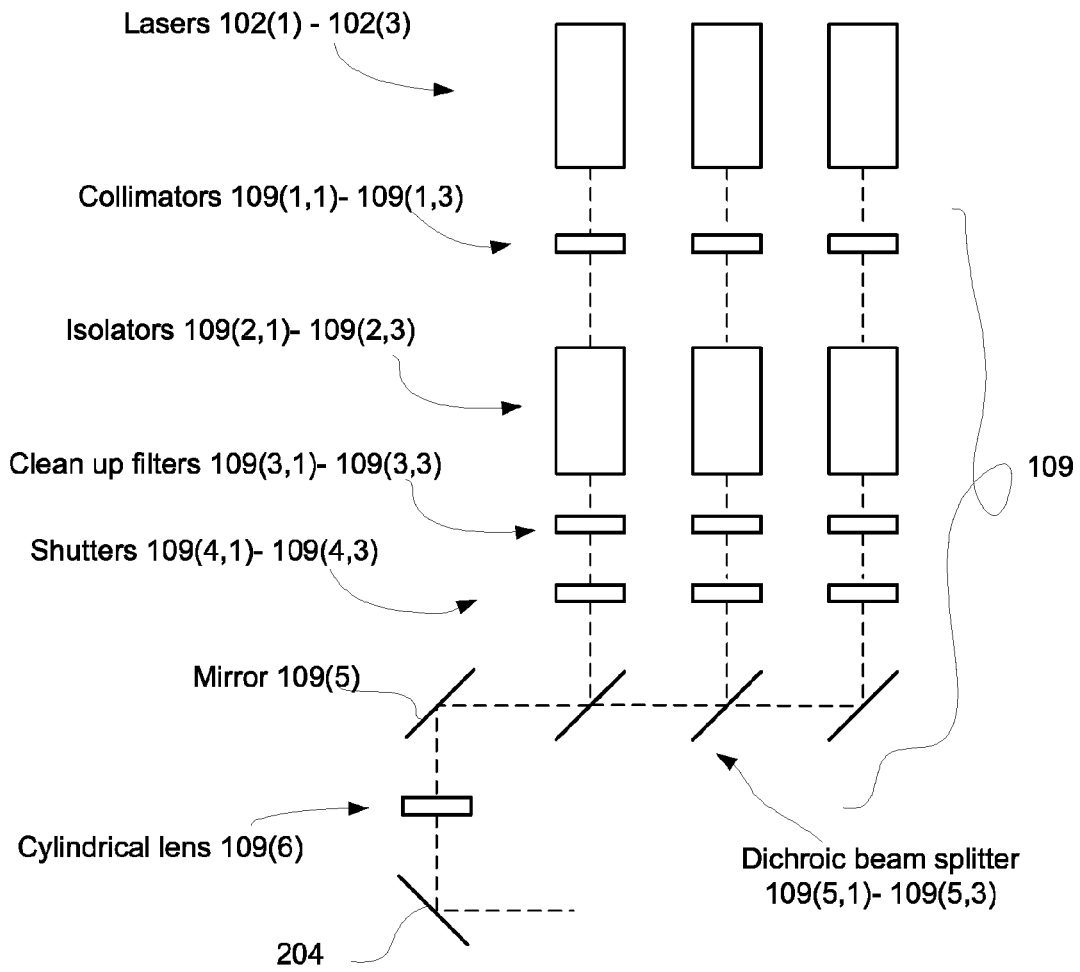 Lasers 102(1) - 102(3)
Collimators 109(1,1)- 109(1,3)
Isolators 109(2,1)- 109(2,3)
Clean up filters 109(3,1)- 109(3,3)
109
Shutters 109(4,1)- 109(4,3)
Mirror 109(5)
Cylindrical lens 109(6)
Dichroic beam splitter
109(5,1)- 109(5,3)
204